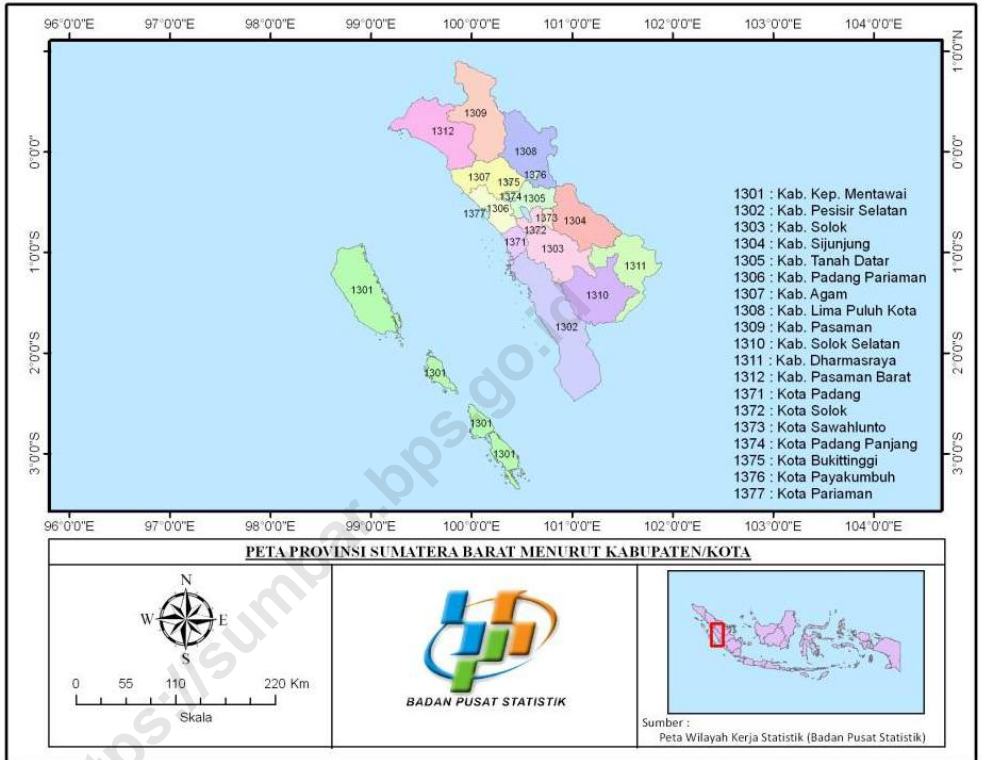 96°0'0"E 97°0'0"E 98°0'0"E 99°0'0"E 100°0'0"E 101°0'0"E 102°0'0"E 103°0'0"E 104°0'0"E
1°0'0"N
0°0'0"
1°0'0"S
2°0'0"S
3°0'0"S
1°0'0"N
0°0'0"
1°0'0"S
2°0'0"S
3°0'0"S
1309
1312
1308
1376
1307
1375
1374
1305
1377
1306
1373
1304
1372
1371
1303
1311
1301
1310
1302
1301
1301
1301
1301 : Kab. Kep. Mentawai
1302 : Kab. Pesisir Selatan
1303 : Kab. Solok
1304 : Kab. Sijunjung
1305 : Kab. Tanah Datar
1306 : Kab. Padang Pariaman
1307 : Kab. Agam
1308 : Kab. Lima Puluh Kota
1309 : Kab. Pasaman
1310 : Kab. Solok Selatan
1311 : Kab. Dharmasraya
1312 : Kab. Pasaman Barat
1371 : Kota Padang
1372 : Kota Solok
1373 : Kota Sawahlunto
1374 : Kota Padang Panjang
1375 : Kota Bukittinggi
1376 : Kota Payakumbuh
1377 : Kota Pariaman
96°0'0"E 97°0'0"E 98°0'0"E 99°0'0"E 100°0'0"E 101°0'0"E 102°0'0"E 103°0'0"E 104°0'0"E
PETA PROVINSI SUMATERA BARAT MENURUT KABUPATEN/KOTA
N
W E
S
0 55 110 220 Km
Skala
BADAN PUSAT STATISTIK
Sumber :
Peta Wilayah Kerja Statistik (Badan Pusat Statistik)
tps://sumbar.bps.go.id